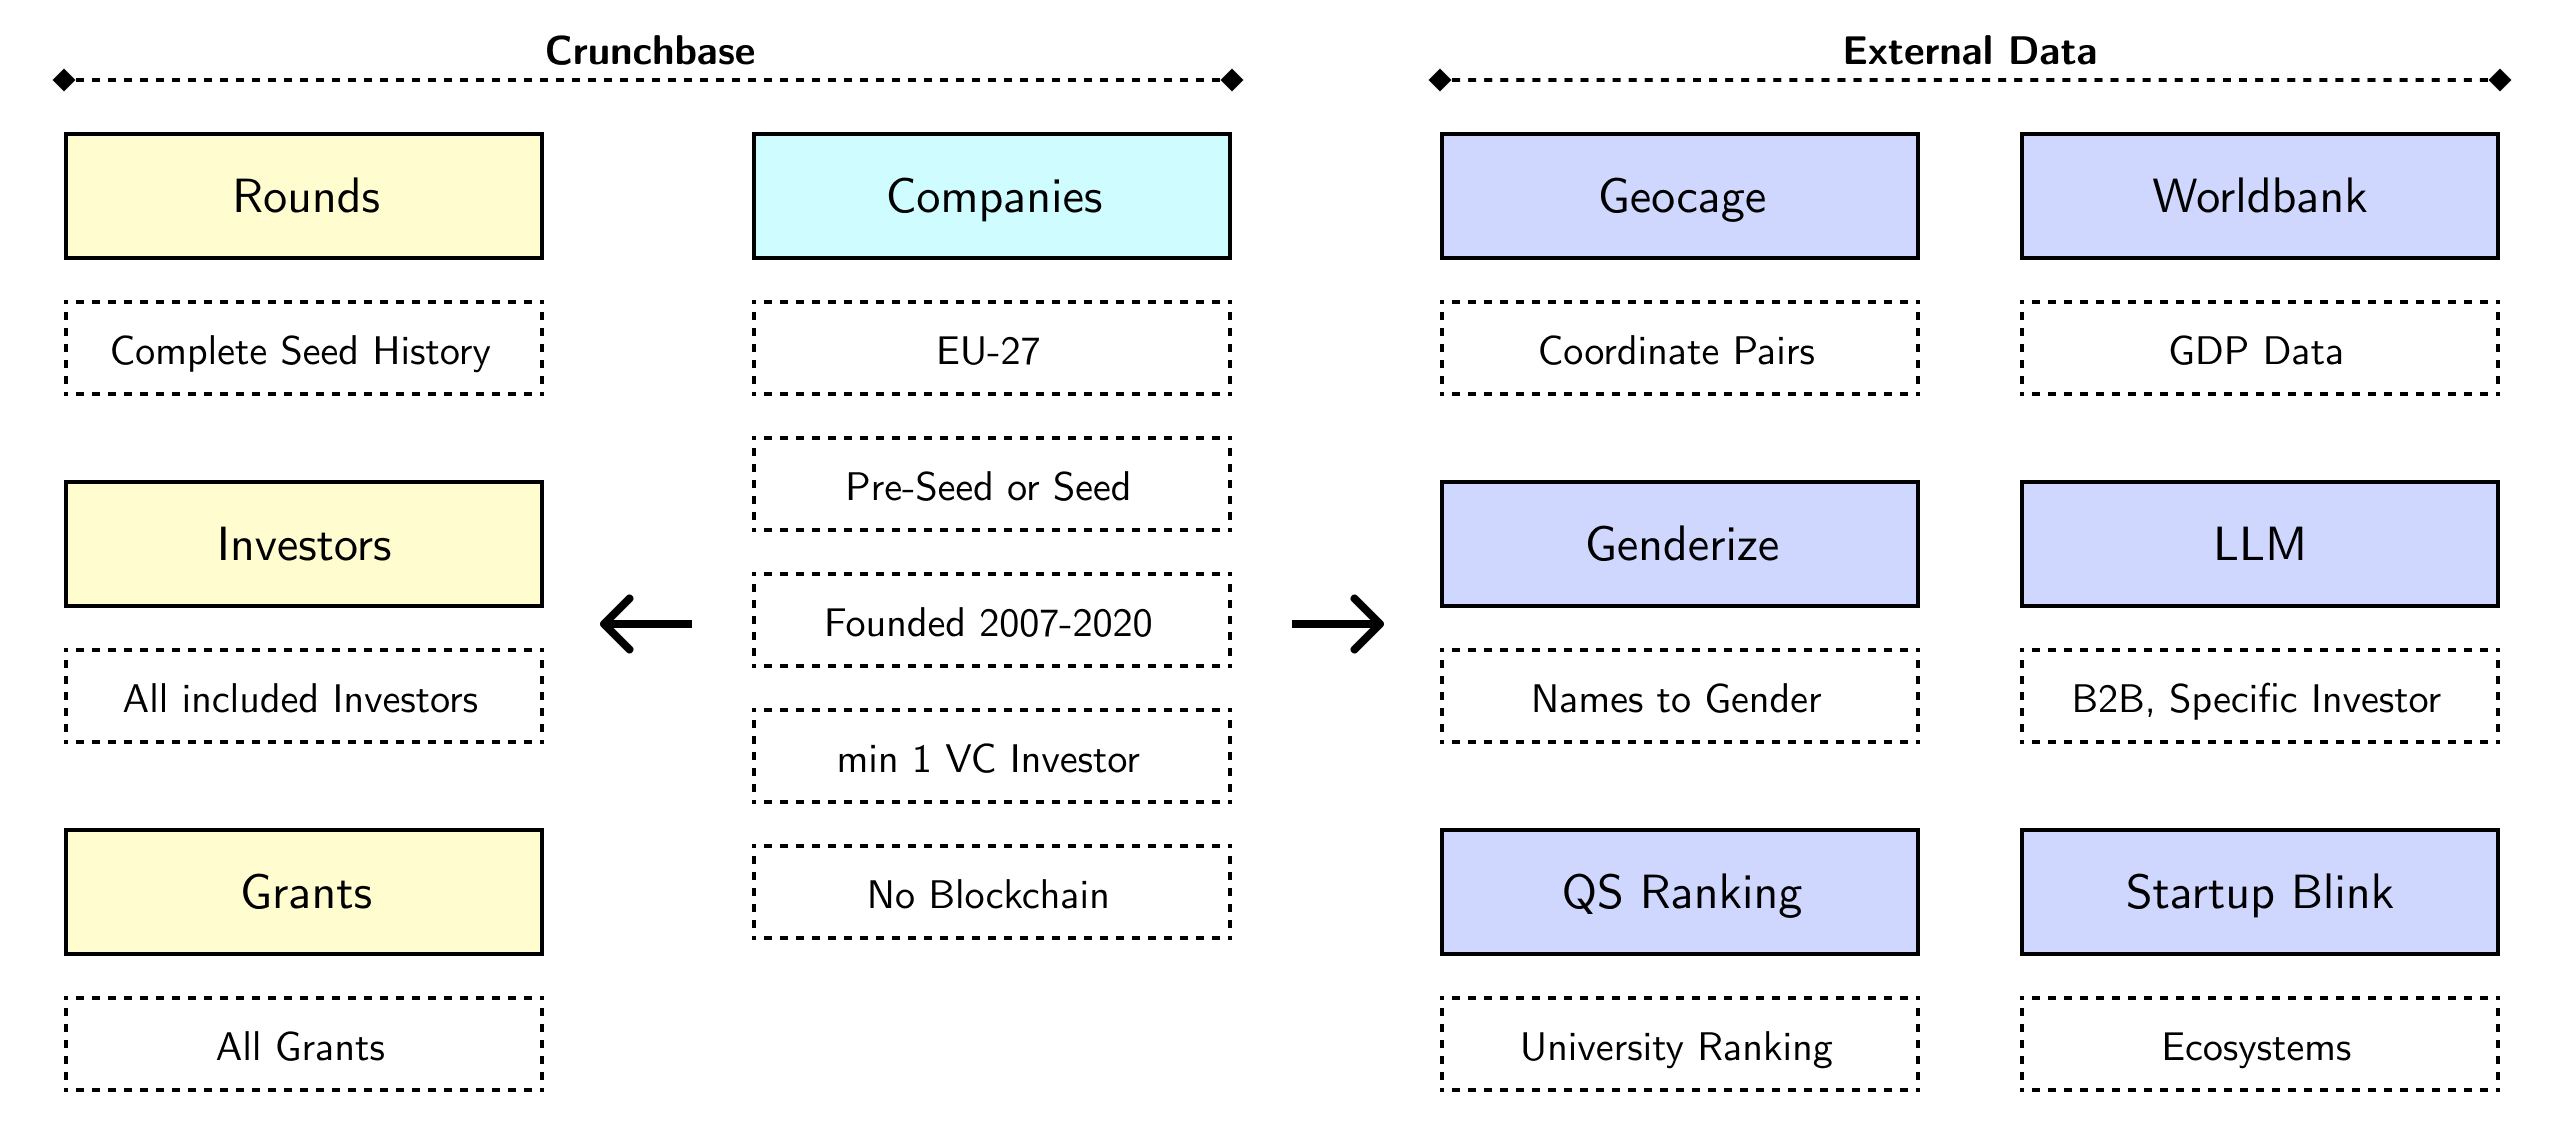 Crunchbase
External Data
Rounds
Companies
Geocage
Worldbank
Complete Seed History
EU-27
Coordinate Pairs
GDP Data
Pre-Seed or Seed
Investors
Genderize
LLM
Founded 2007-2020
All included Investors
Names to Gender
B2B, Specific Investor
min 1 VC Investor
Grants
No Blockchain
QS Ranking
Startup Blink
All Grants
University Ranking
Ecosystems